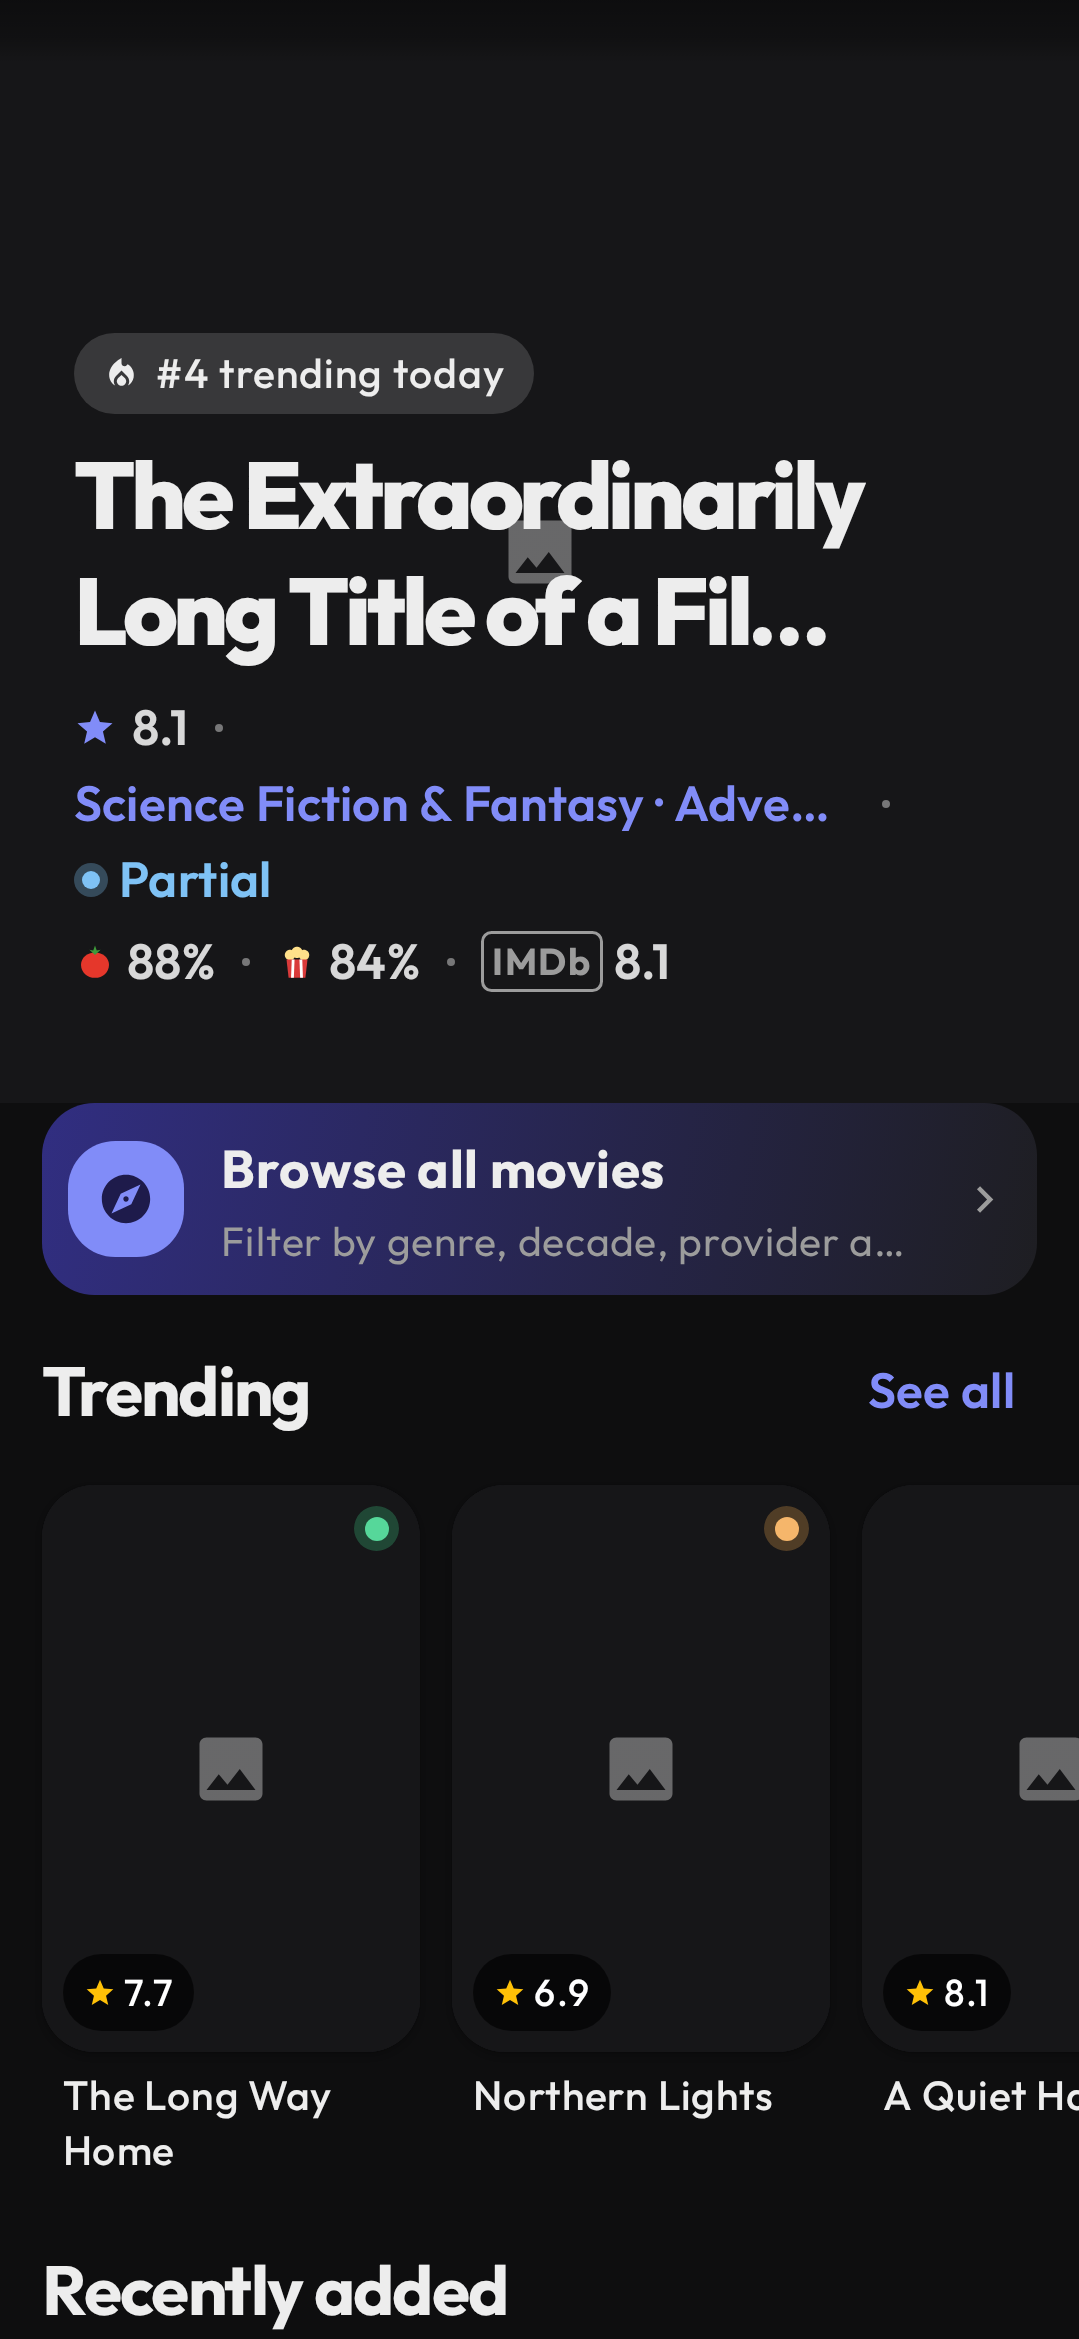 #4 trending today
The Extraordinarily
Long Title of a Fil...
8.1 ·
Science Fiction & Fantasy · Adve... ·
Partial
88% · 84% · IMDb 8.1
Browse all movies
Filter by genre, decade, provider a...
Trending
See all
7.7
6.9
8.1
The Long Way
Home
Northern Lights
A Quiet
Recently added